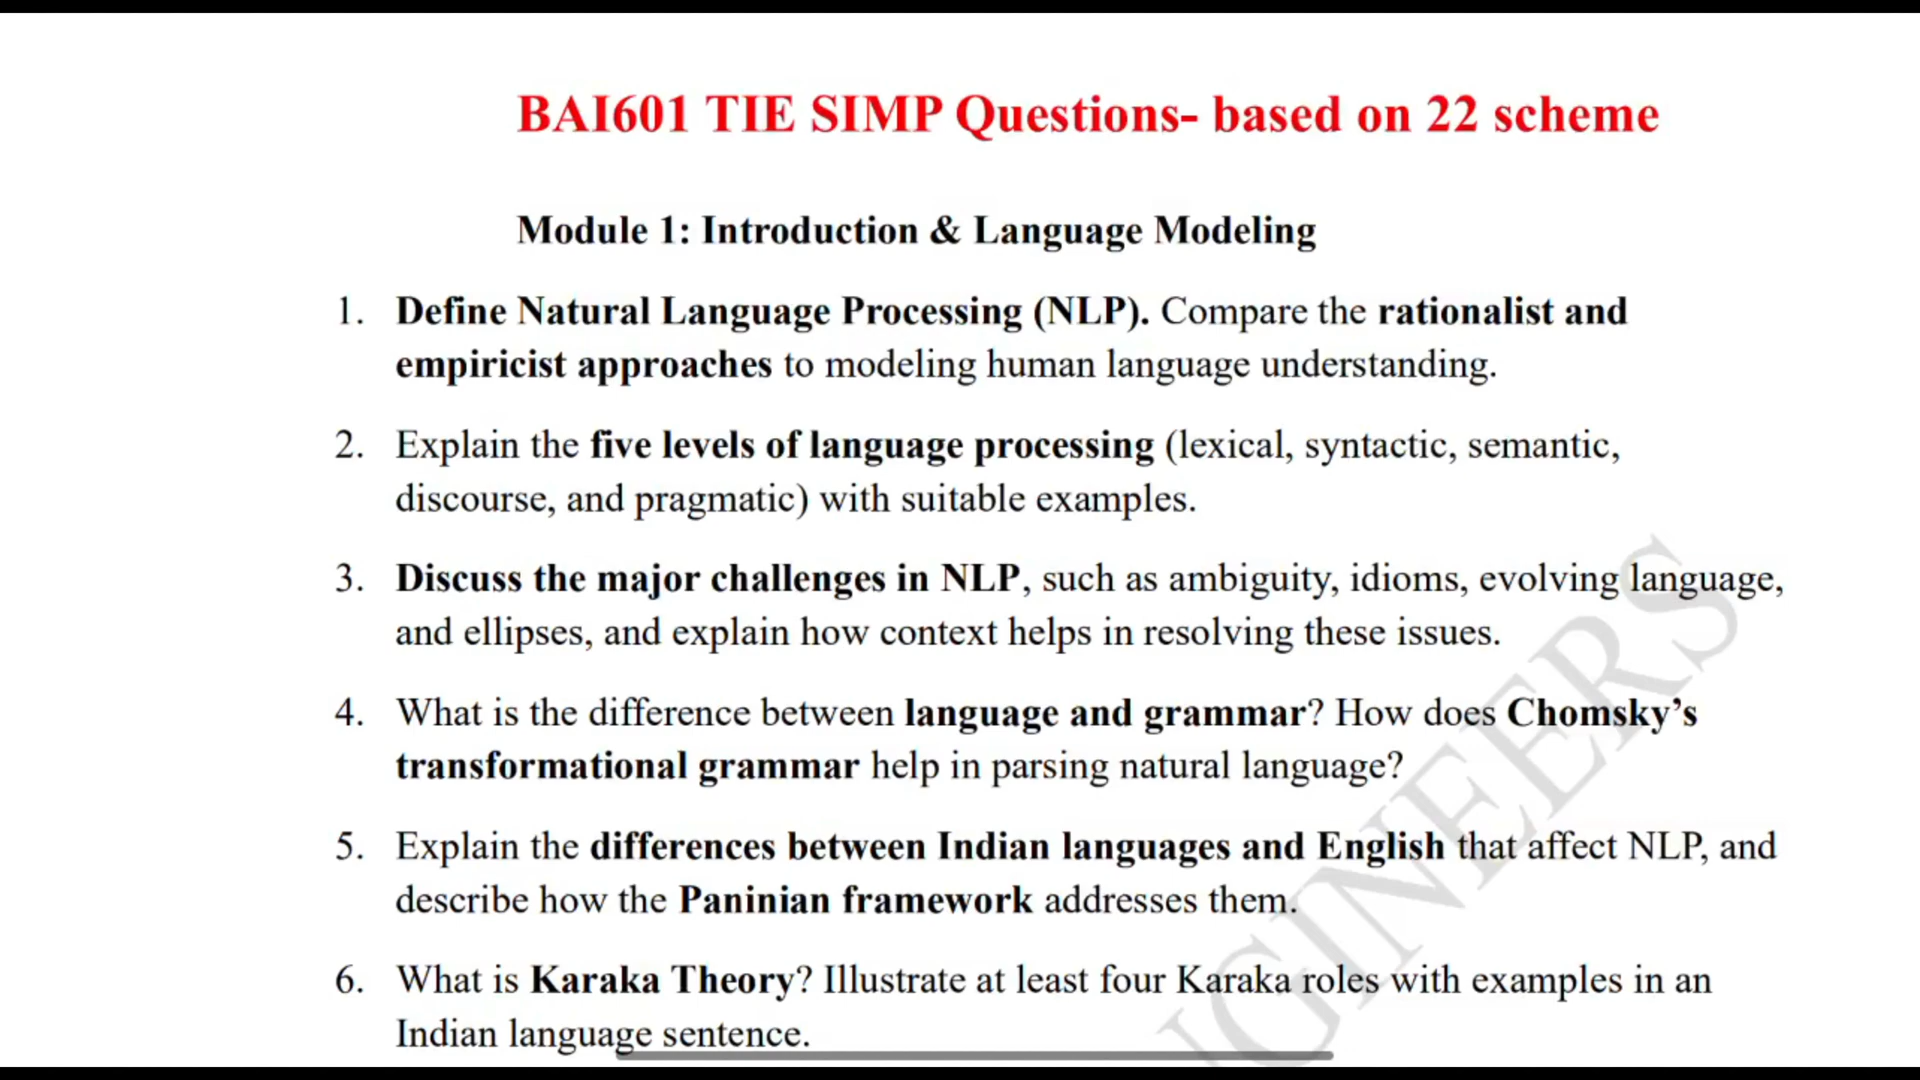 BAI601 TIE SIMP Questions- based on 22 scheme
Module 1: Introduction & Language Modeling
1. Define Natural Language Processing (NLP). Compare the rationalist and
empiricist approaches to modeling human language understanding.
2. Explain the five levels of language processing (lexical, syntactic, semantic,
discourse, and pragmatic) with suitable examples.
3. Discuss the major challenges in NLP, such as ambiguity, idioms, evolving language,
and ellipses, and explain how context helps in resolving these issues.
4. What is the difference between language and grammar? How does Chomsky’s
transformational grammar help in parsing natural language?
5. Explain the differences between Indian languages and English that affect NLP, and
describe how the Paninian framework addresses them.
6. What is Karaka Theory? Illustrate at least four Karaka roles with examples in an
Indian language sentence.
NGINEERS